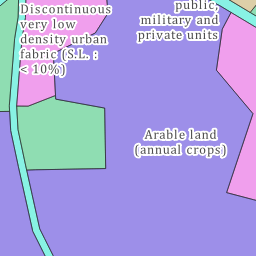 Discontinuous
very low
density urban
fabric (S.L. :
< 10%)
public,
military and
private units
Arable land
(annual crops)